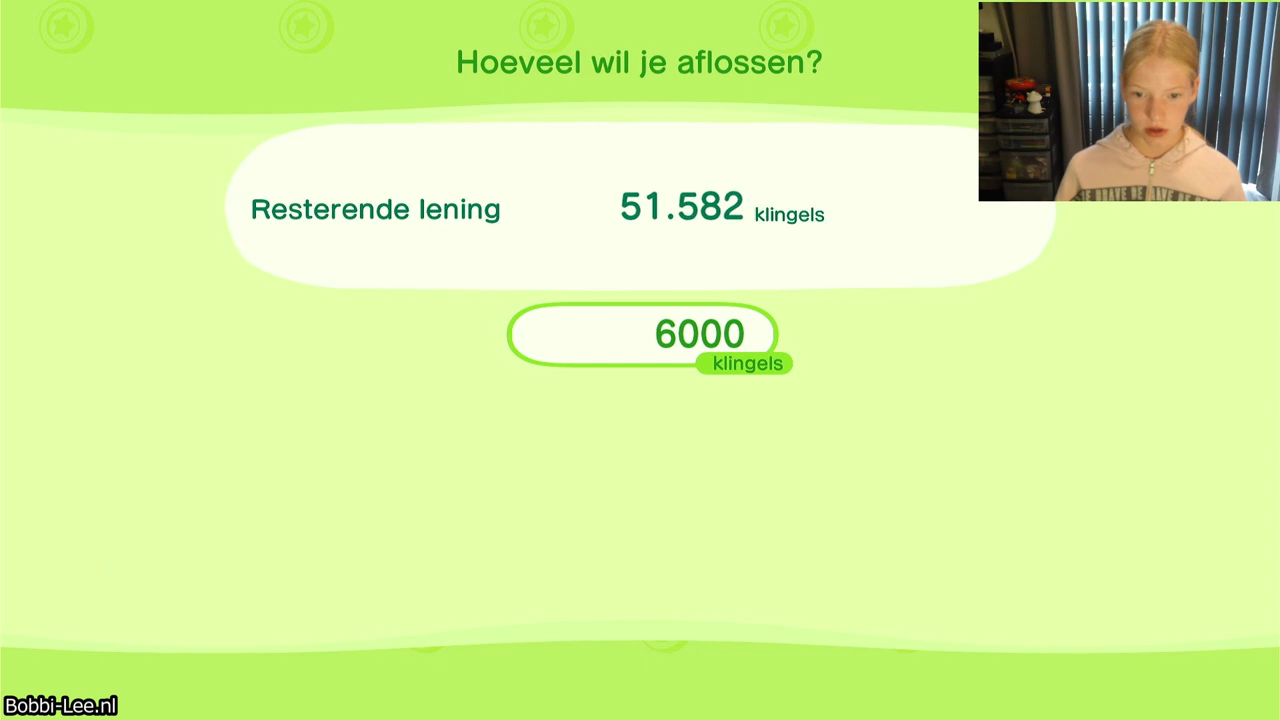 Hoeveel wil je aflossen?
Resterende lening 51.582 klingels
6000
klingels
Bobbi-Lee.nl